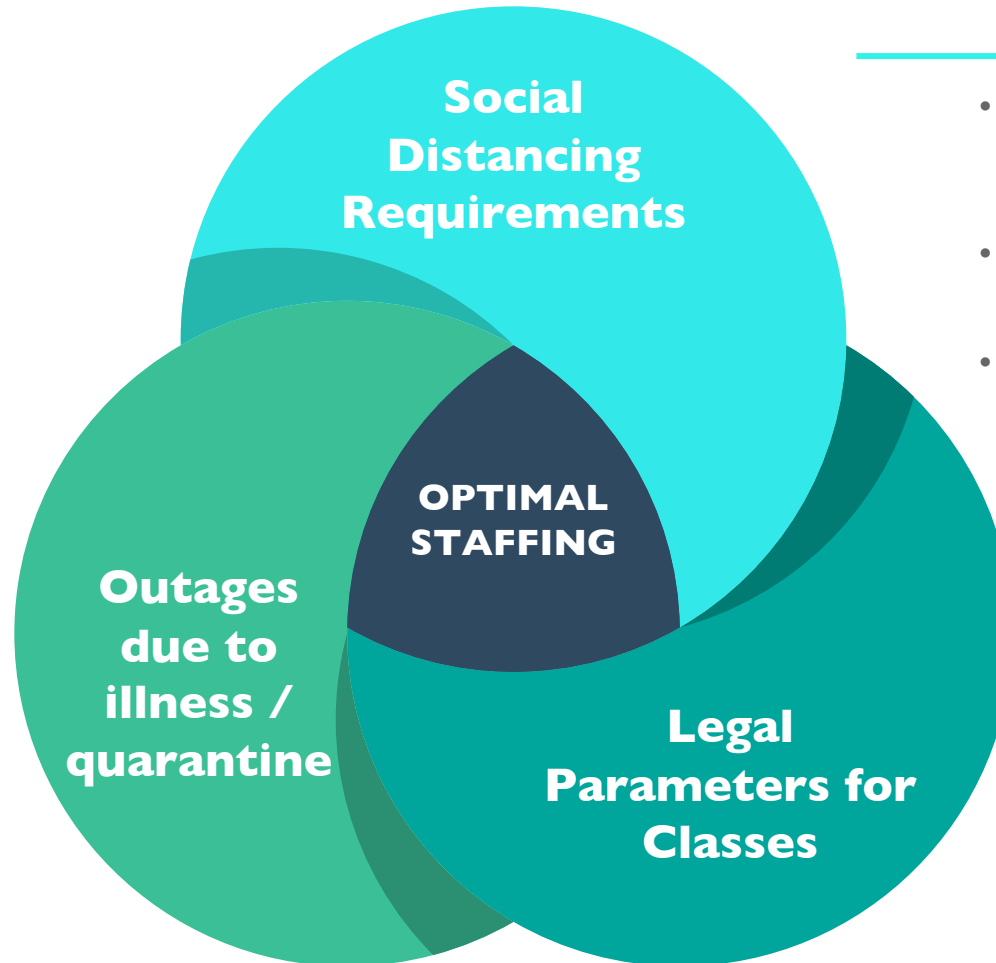 Social
Distancing
Requirements
OPTIMAL
STAFFING
Outages
due to
illness /
quarantine
Legal
Parameters for
Classes